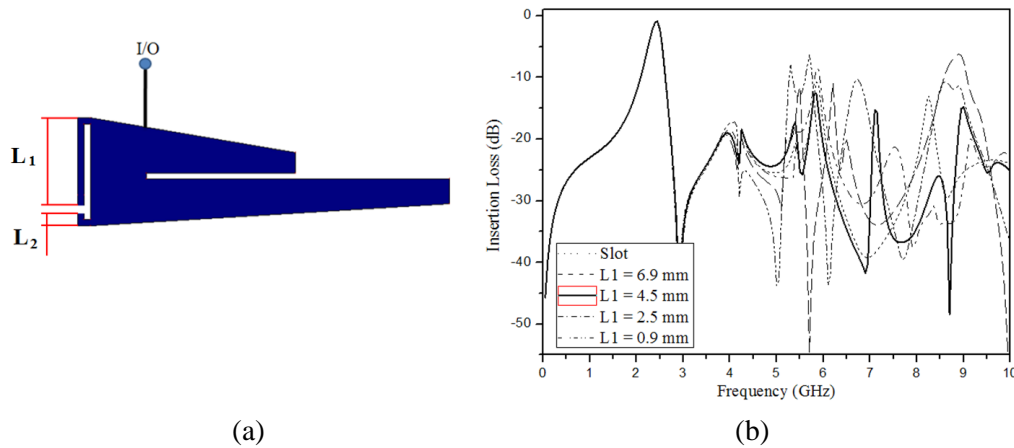 I/O
L1
L2
(a)
0
-10
-20
-30
-40
-50
Insertion Loss (dB)
Slot
L1 = 6.9 mm
L1 = 4.5 mm
L1 = 2.5 mm
L1 = 0.9 mm
0 1 2 3 4 5 6 7 8 9 10
Frequency (GHz)
(b)